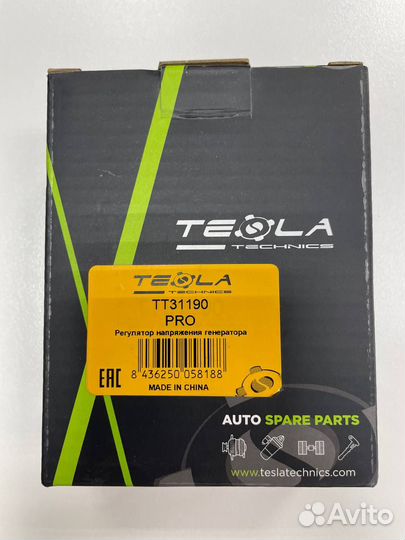 TESLA
TECHNICS
TESLA
TECHNICS
TT31190
PRO
Регулятор напряжения генератора
8 436250 058188
EAC
MADE IN CHINA
AUTO SPARE PARTS
www.teslatechnics.com
Avito